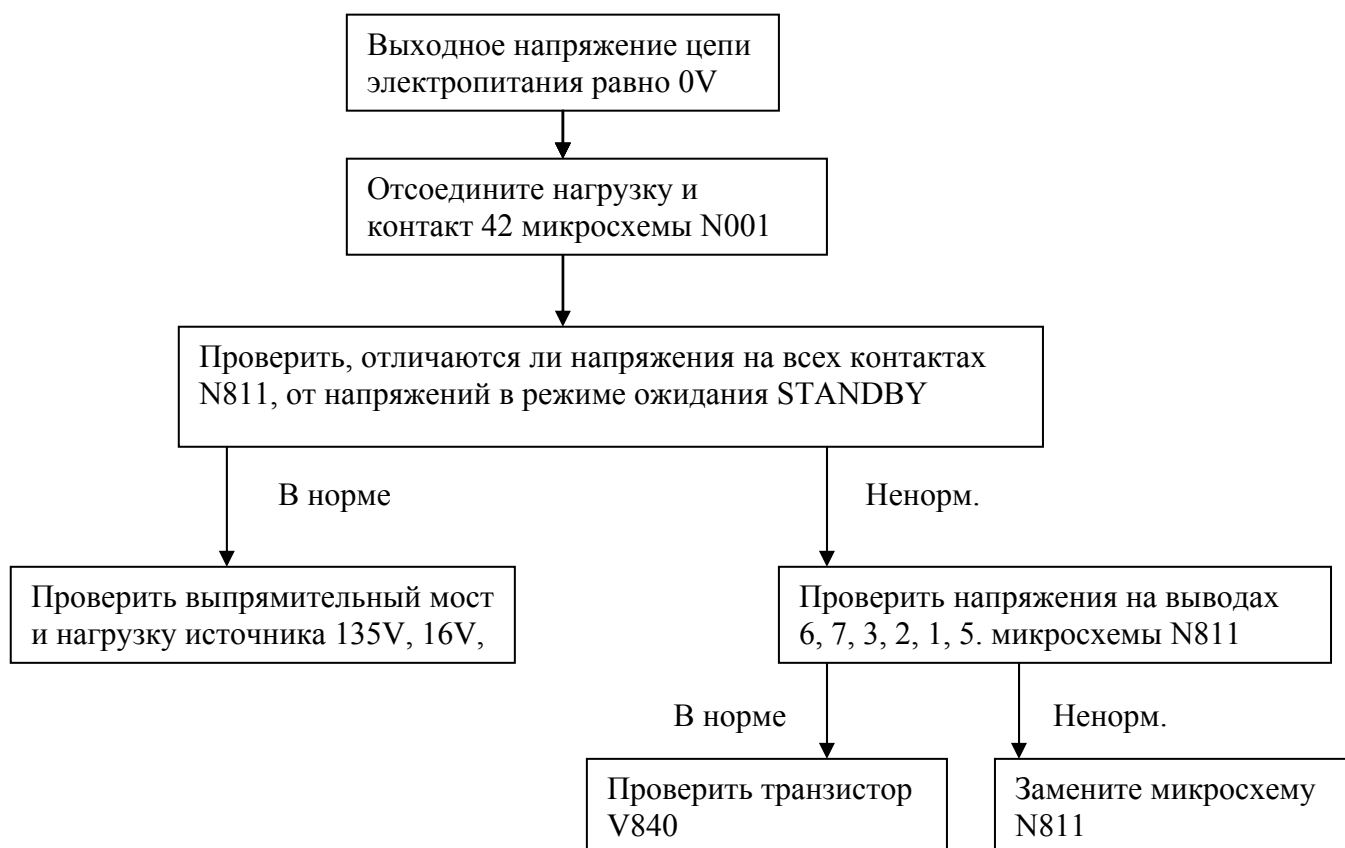 Выходное напряжение цепи
электропитания равно 0V
Отсоедините нагрузку и
контакт 42 микросхемы N001
Проверить, отличаются ли напряжения на всех контактах
N811, от напряжений в режиме ожидания STANDBY
В норме
Ненорм.
Проверить выпрямительный мост
и нагрузку источника 135V, 16V,
Проверить напряжения на выводах
6, 7, 3, 2, 1, 5. микросхемы N811
В норме
Ненорм.
Проверить транзистор
V840
Замените микросхему
N811